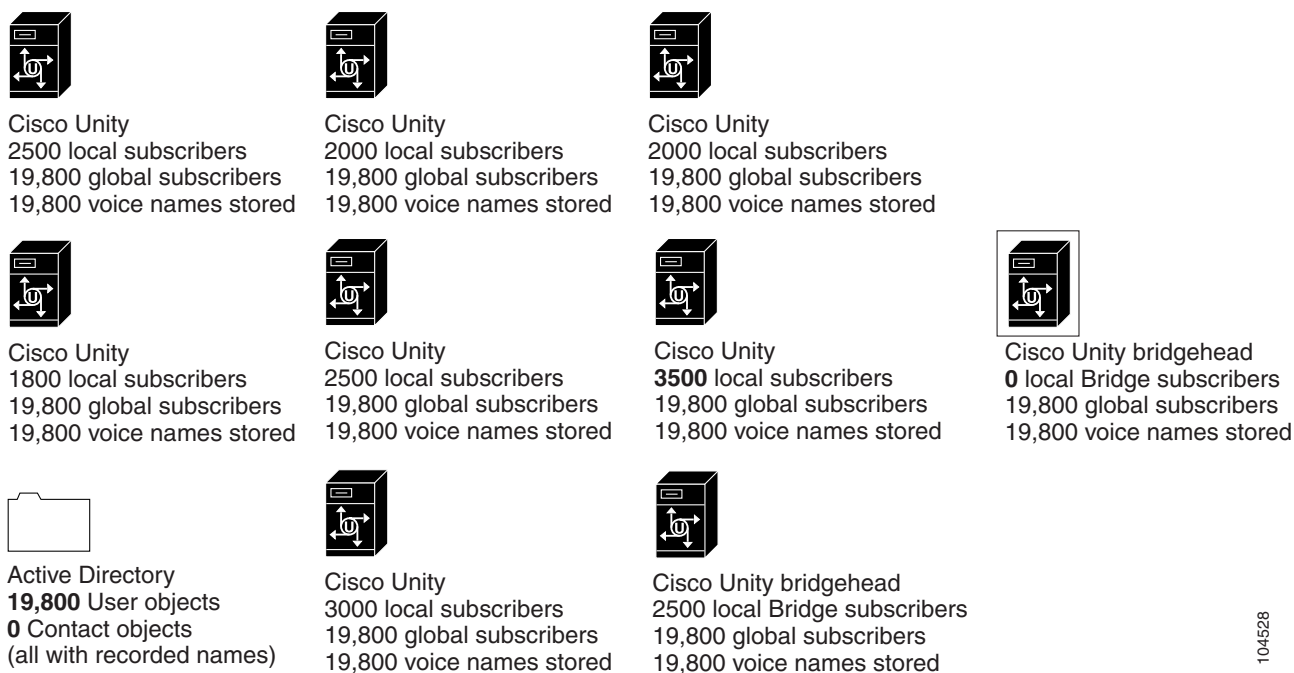 Cisco Unity
2500 local subscribers
19,800 global subscribers
19,800 voice names stored
Cisco Unity
2000 local subscribers
19,800 global subscribers
19,800 voice names stored
Cisco Unity
2000 local subscribers
19,800 global subscribers
19,800 voice names stored
Cisco Unity
1800 local subscribers
19,800 global subscribers
19,800 voice names stored
Cisco Unity
2500 local subscribers
19,800 global subscribers
19,800 voice names stored
Cisco Unity
3500 local subscribers
19,800 global subscribers
19,800 voice names stored
Cisco Unity bridgehead
0 local Bridge subscribers
19,800 global subscribers
19,800 voice names stored
Active Directory
19,800 User objects
0 Contact objects
(all with recorded names)
Cisco Unity
3000 local subscribers
19,800 global subscribers
19,800 voice names stored
Cisco Unity bridgehead
2500 local Bridge subscribers
19,800 global subscribers
19,800 voice names stored
104528